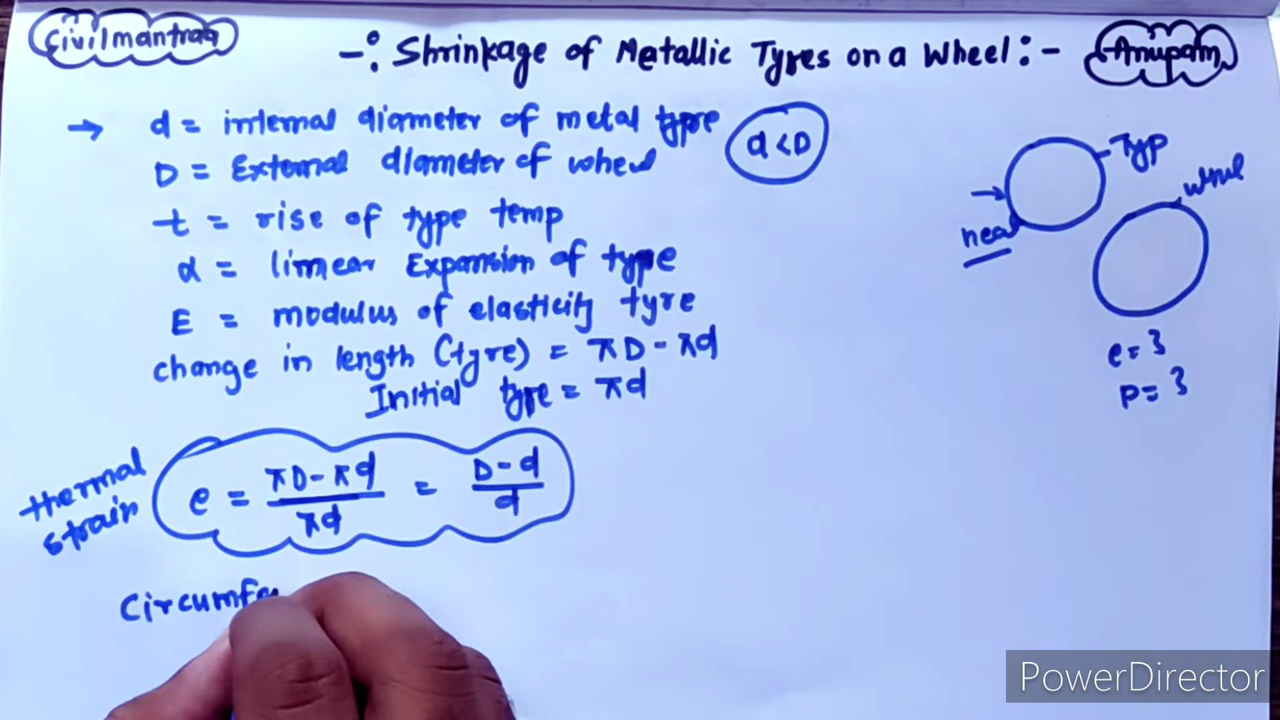 Civilmantraa
-: Shrinkage of Metallic Tyres on a Wheel :-
Anupam
→ d = internal diameter of metal type
D = External diameter of wheel
d < D
t = rise of type temp
α = linear Expansion of type
E = modulus of elasticity tyre
change in length (tyre) = πD - πd
Initial type = πd
thermal strain
e = πD - πd / πd = D - d / d
Circumfe
Typ
wheel
heat
e = 3
p = 3
PowerDirector